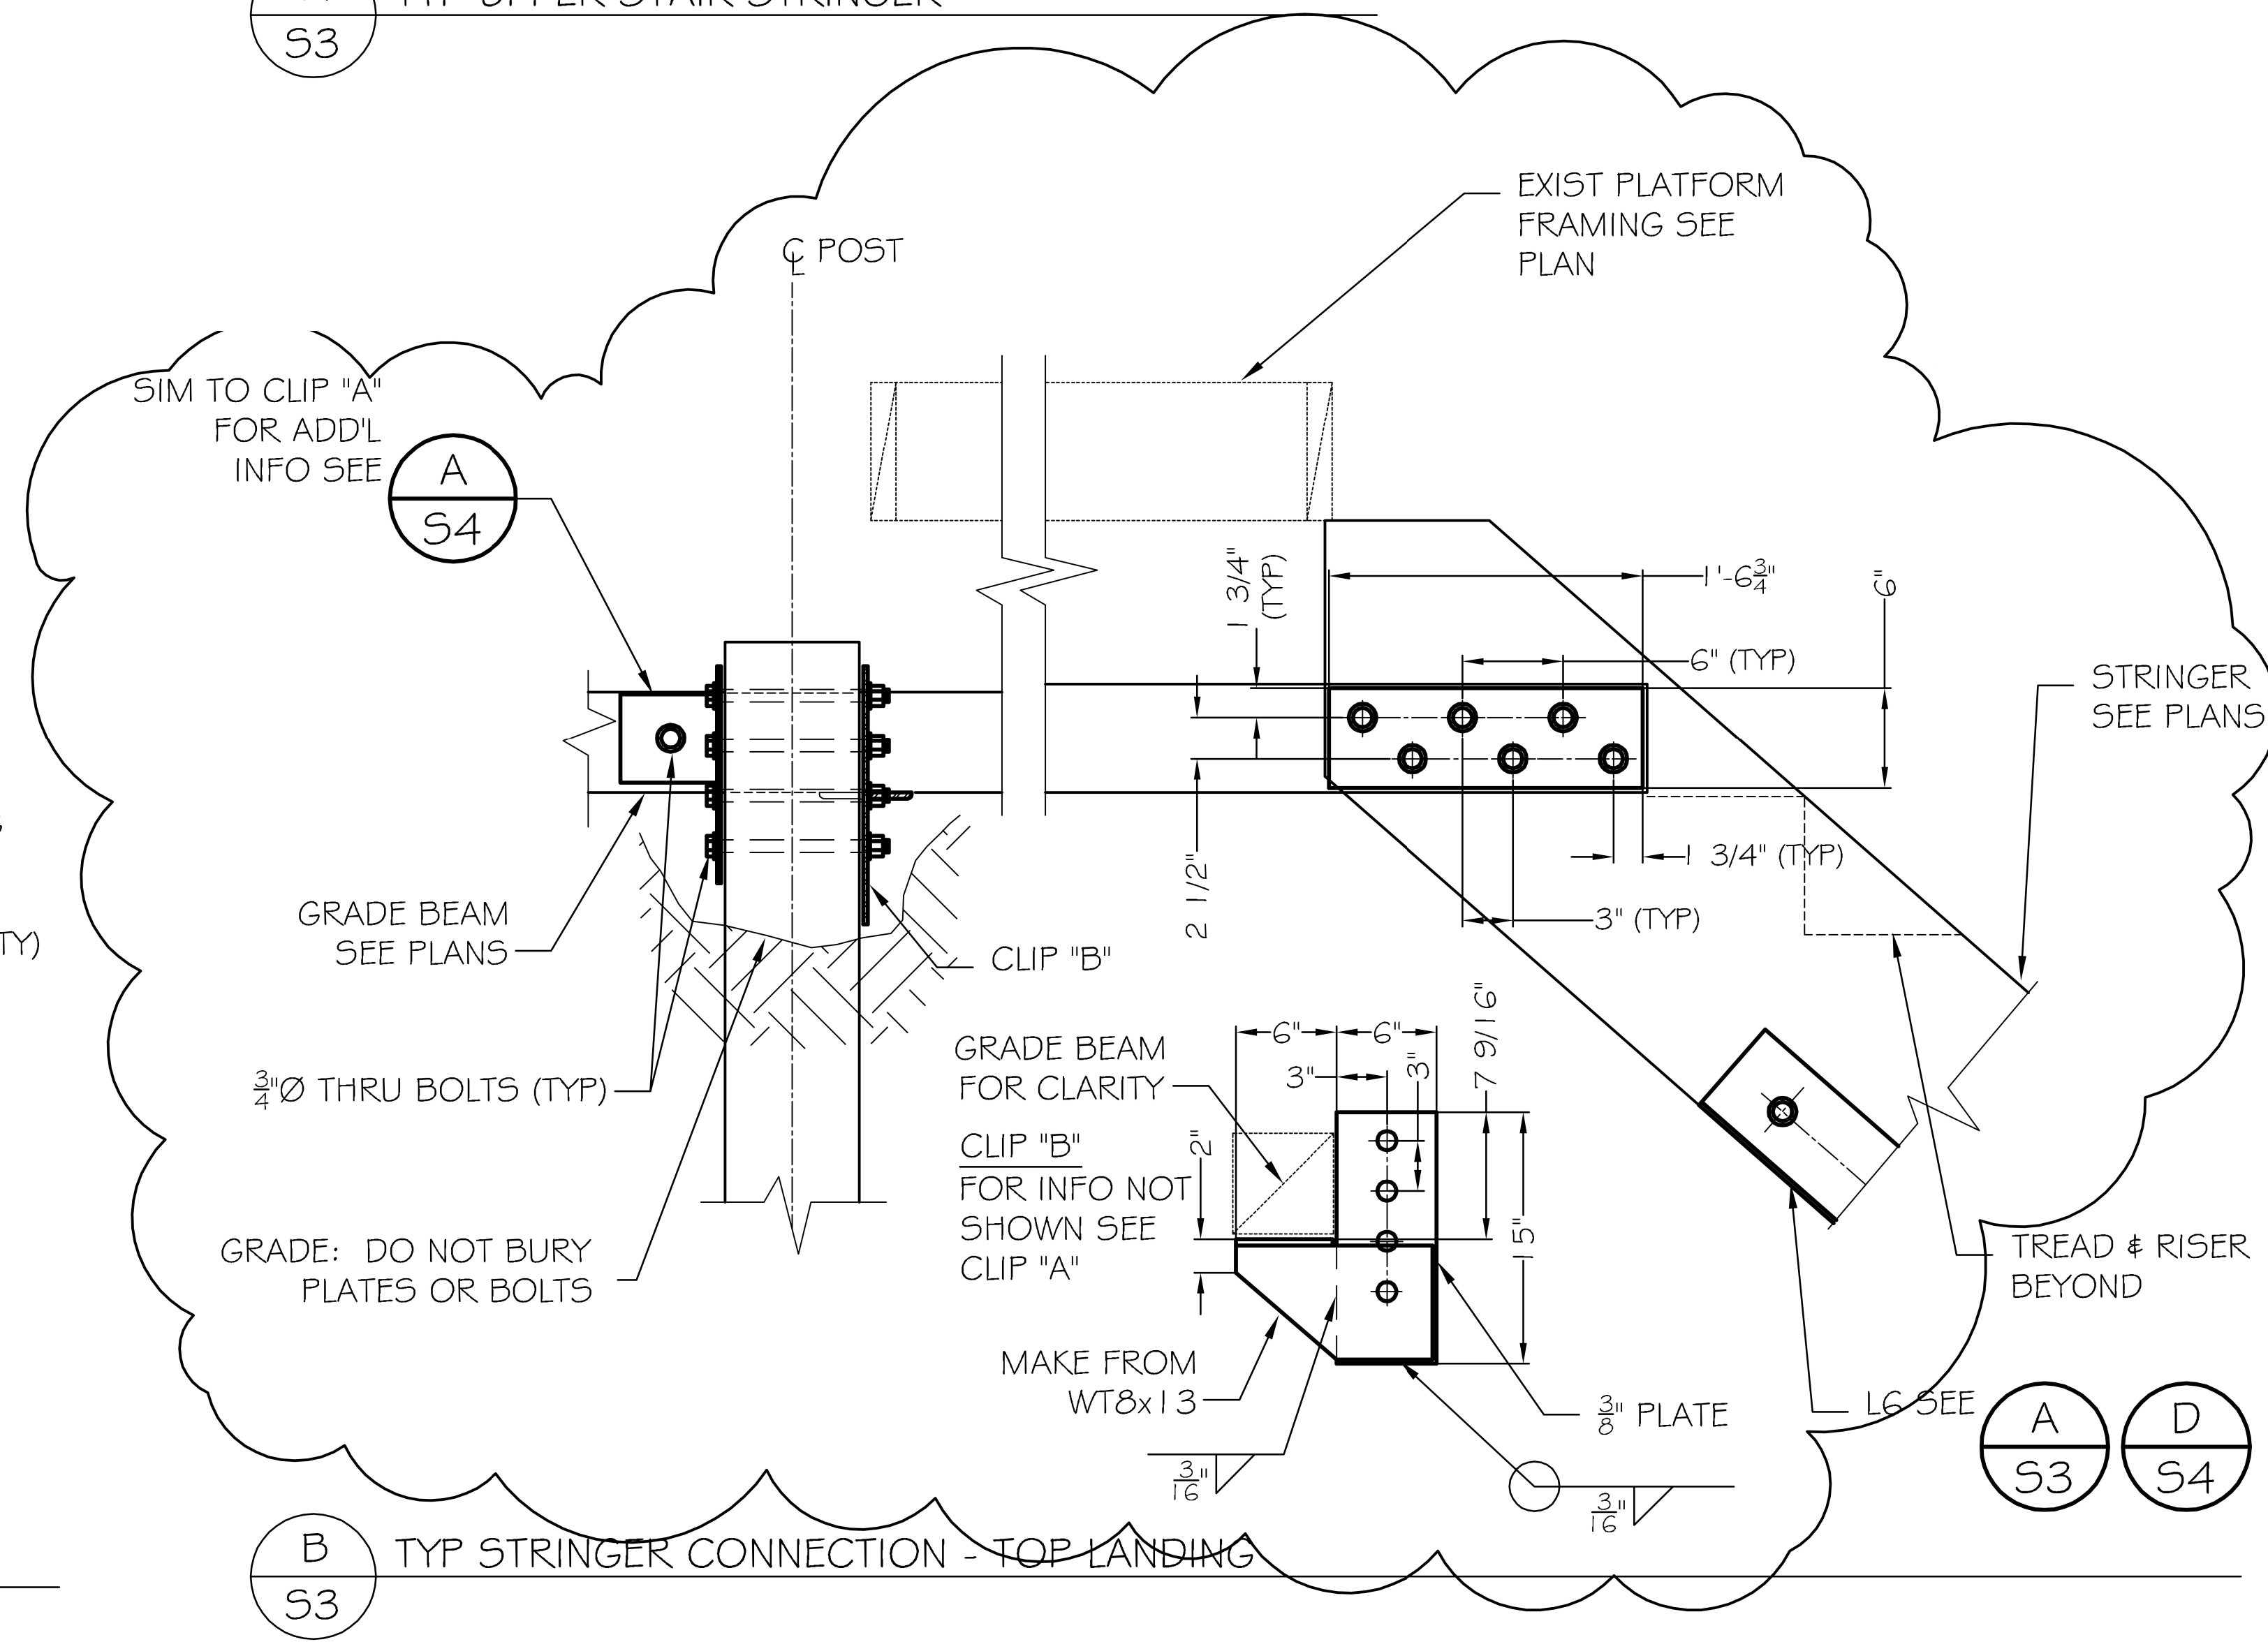 S3
EXIST PLATFORM
FRAMING SEE
PLAN
℄ POST
SIM TO CLIP "A"
FOR ADD'L
INFO SEE
A
S4
1 3/4"
(TYP)
1'-6 3/4"
6"
6" (TYP)
STRINGER
SEE PLANS
1 3/4" (TYP)
2 1/2"
3" (TYP)
GRADE BEAM
SEE PLANS
TY)
CLIP "B"
3/4"Ø THRU BOLTS (TYP)
GRADE BEAM
FOR CLARITY
6"
6"
3"
3"
7 9/16"
2"
15"
CLIP "B"
FOR INFO NOT
SHOWN SEE
CLIP "A"
GRADE: DO NOT BURY
PLATES OR BOLTS
TREAD & RISER
BEYOND
MAKE FROM
WT8x13
3/8" PLATE
L6 SEE
A
S3
D
S4
3/16"
3/16"
B
S3
TYP STRINGER CONNECTION - TOP LANDING